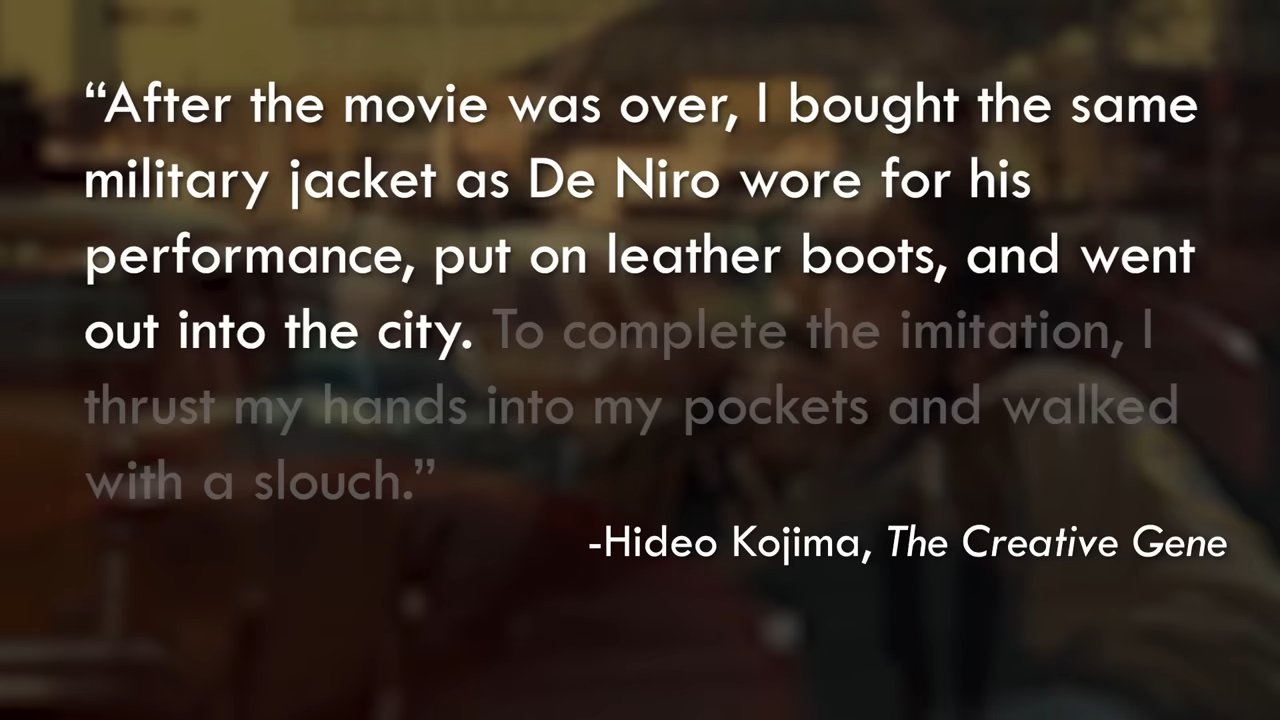 “After the movie was over, I bought the same
military jacket as De Niro wore for his
performance, put on leather boots, and went
out into the city. To complete the imitation, I
thrust my hands into my pockets and walked
with a slouch.”
-Hideo Kojima, The Creative Gene